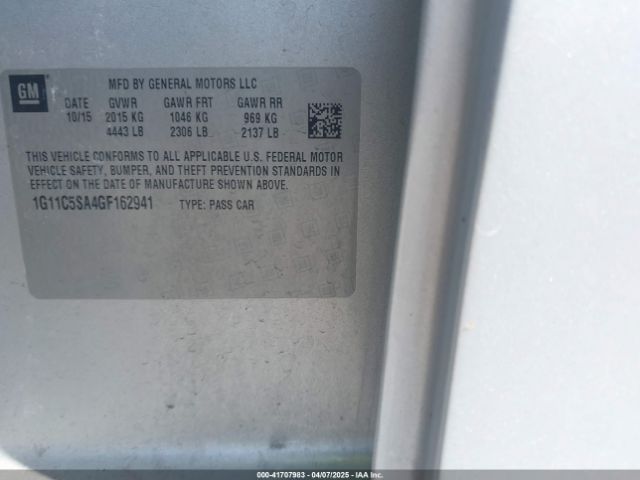 GM
MFD BY GENERAL MOTORS LLC
DATE GVWR GAWR FRT GAWR RR
10/15 2015 KG 1046 KG 969 KG
4443 LB 2306 LB 2137 LB
THIS VEHICLE CONFORMS TO ALL APPLICABLE U.S. FEDERAL MOTOR
VEHICLE SAFETY, BUMPER, AND THEFT PREVENTION STANDARDS IN
EFFECT ON THE DATE OF MANUFACTURE SHOWN ABOVE.
1G11C5SA4GF162941 TYPE: PASS CAR
000-41707983 | 04/07/2025 - IAA Inc.